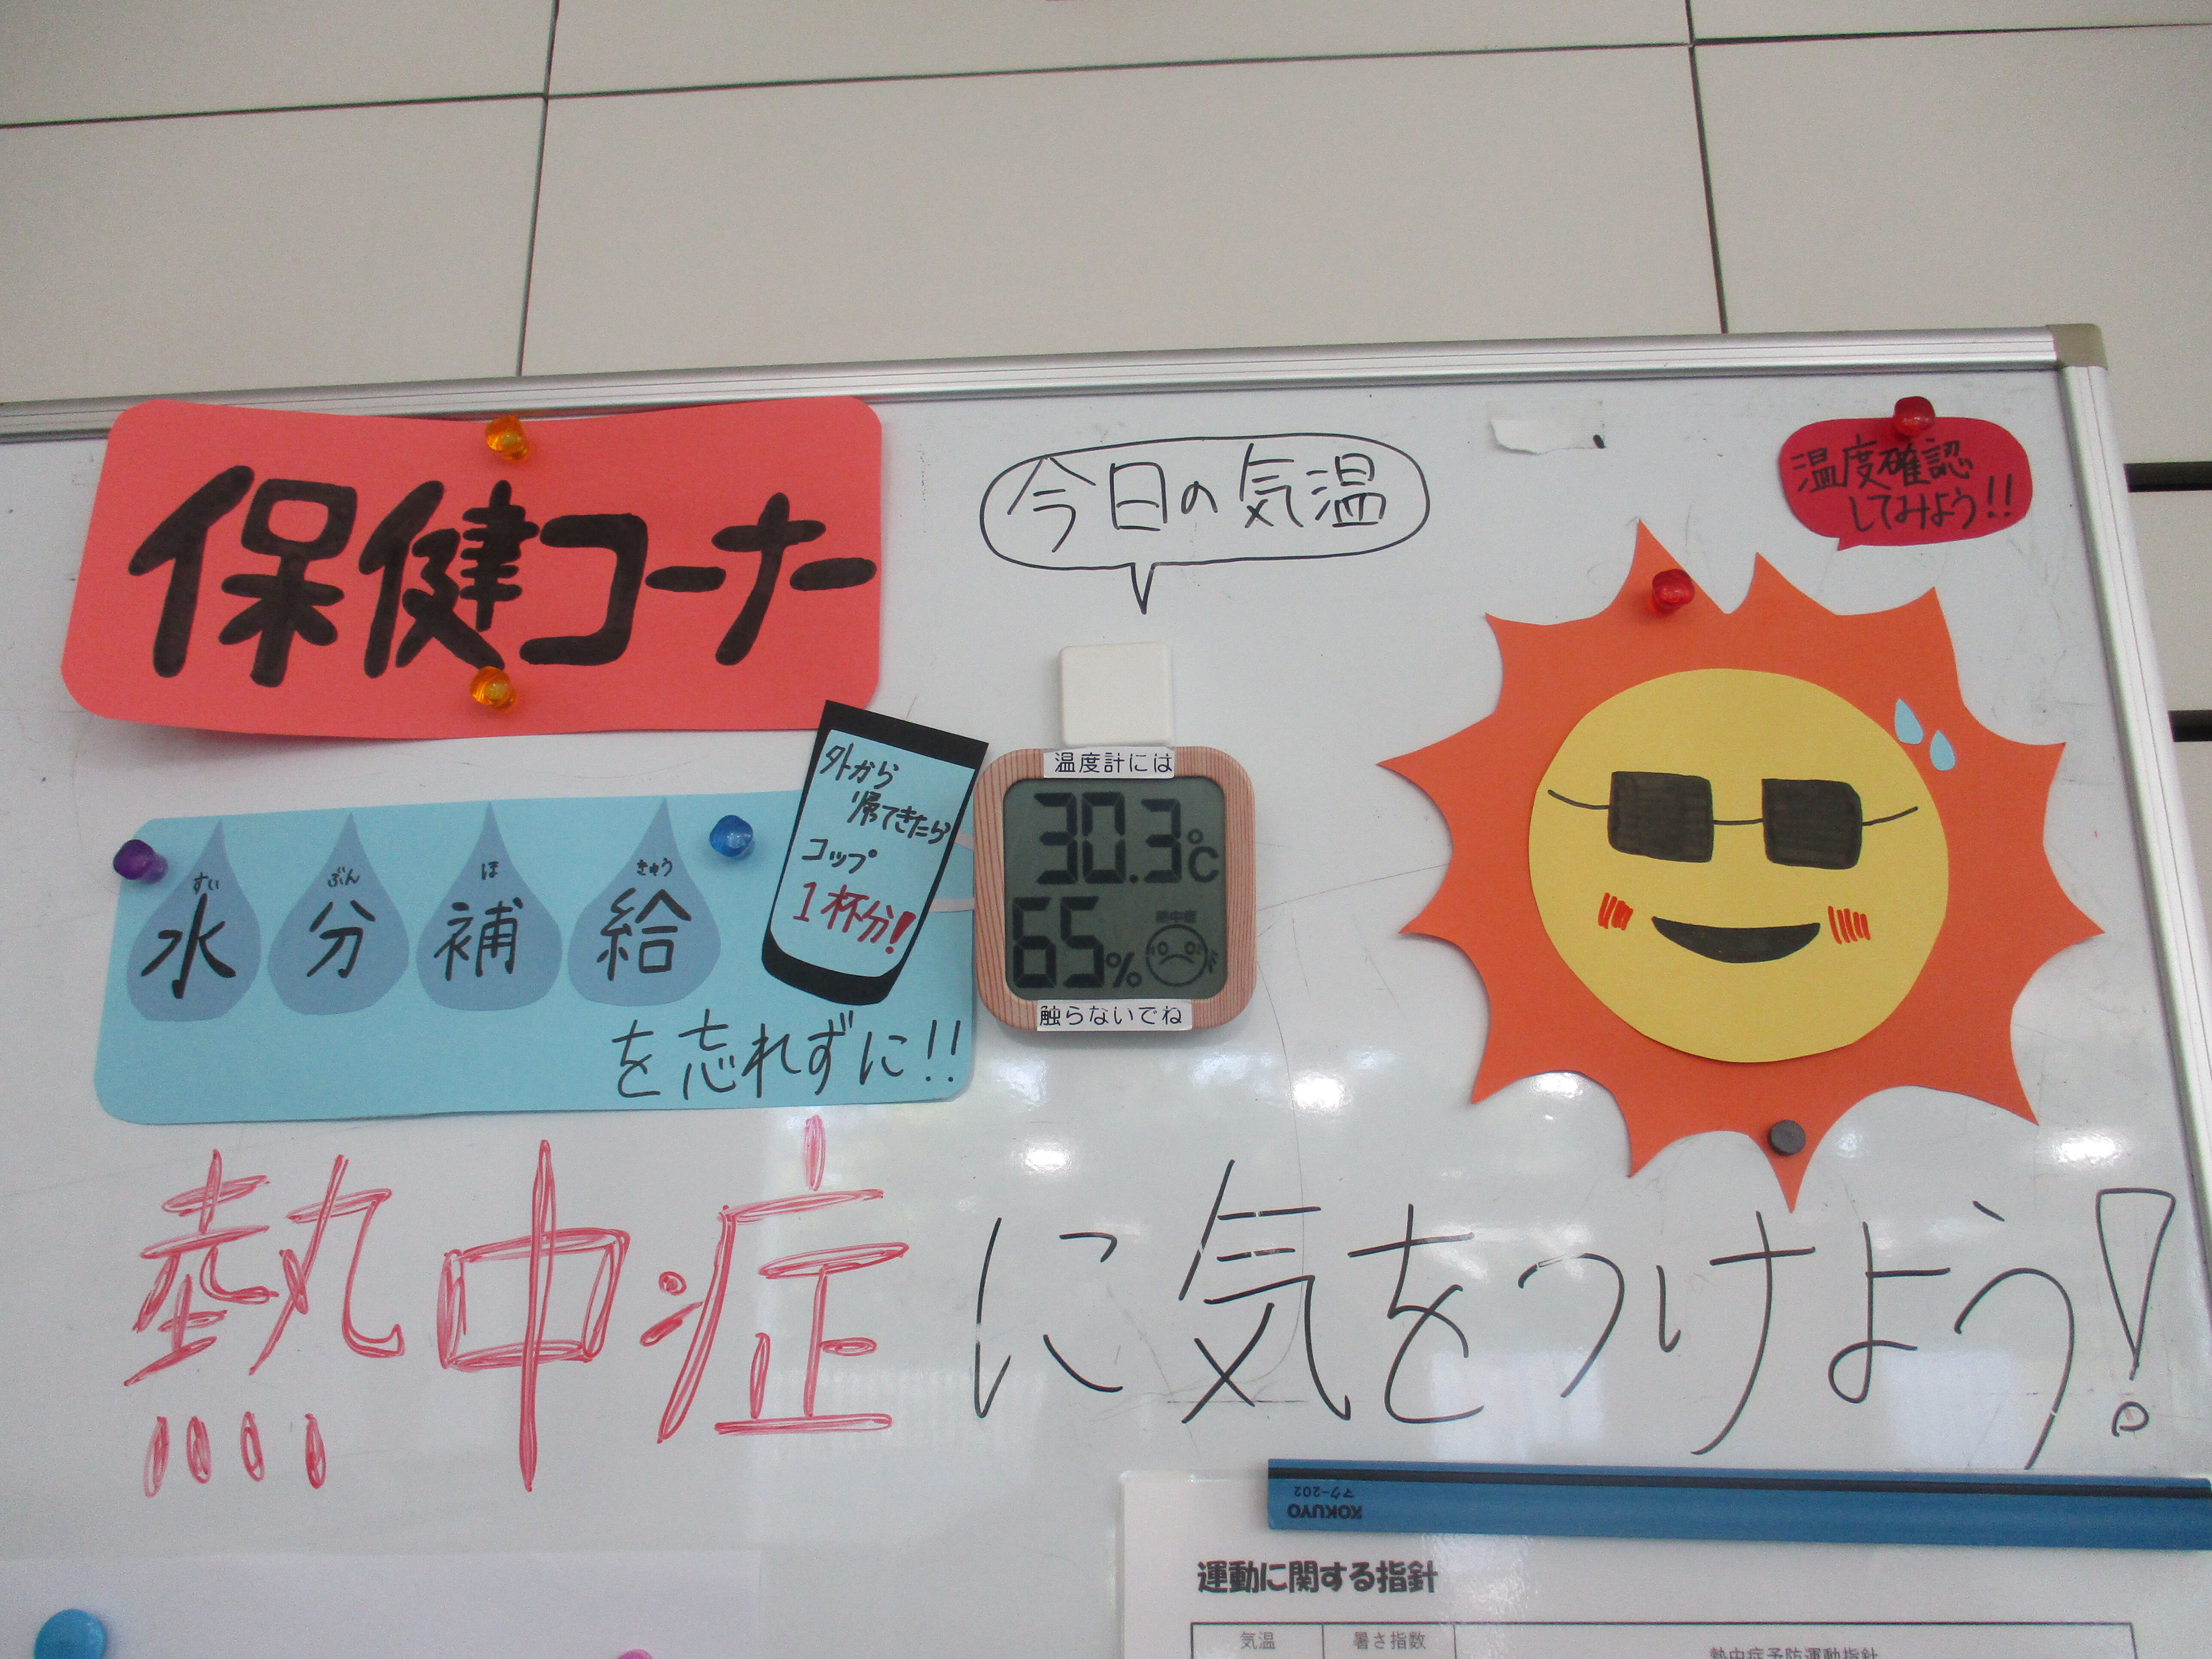 保健コーナー
今日の気温
温度確認
してみよう!!
外から
帰てきたら
コップ
1杯分!
すい ぶん ほ きゅう
水分補給
を忘れずに!!
温度計には
30.3℃
65%
熱中症
触らないでね
熱中症に気をつけよう!
KOKUYO
マク-202
運動に関する指針
気温 暑さ指数 熱中症予防運動指針